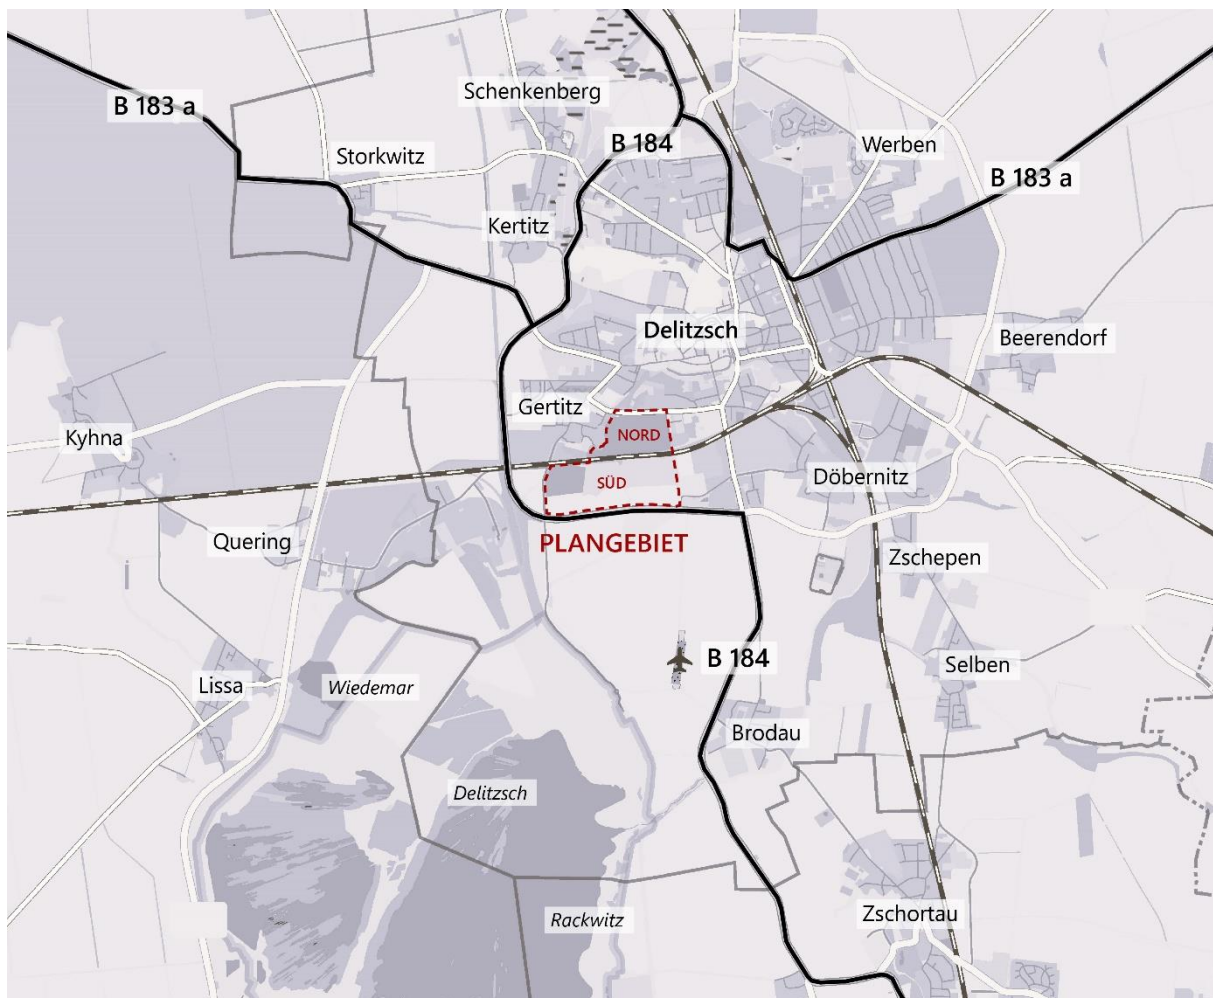 Schenkenberg
B 183 a
B 184
Werben
Storkwitz
B 183 a
Kertitz
Delitzsch
Beerendorf
Gertitz
NORD
Kyhna
SÜD
Döbernitz
Quering
PLANGEBIET
Zschepen
B 184
Selben
Lissa
Wiedemar
Brodau
Delitzsch
Zschortau
Rackwitz